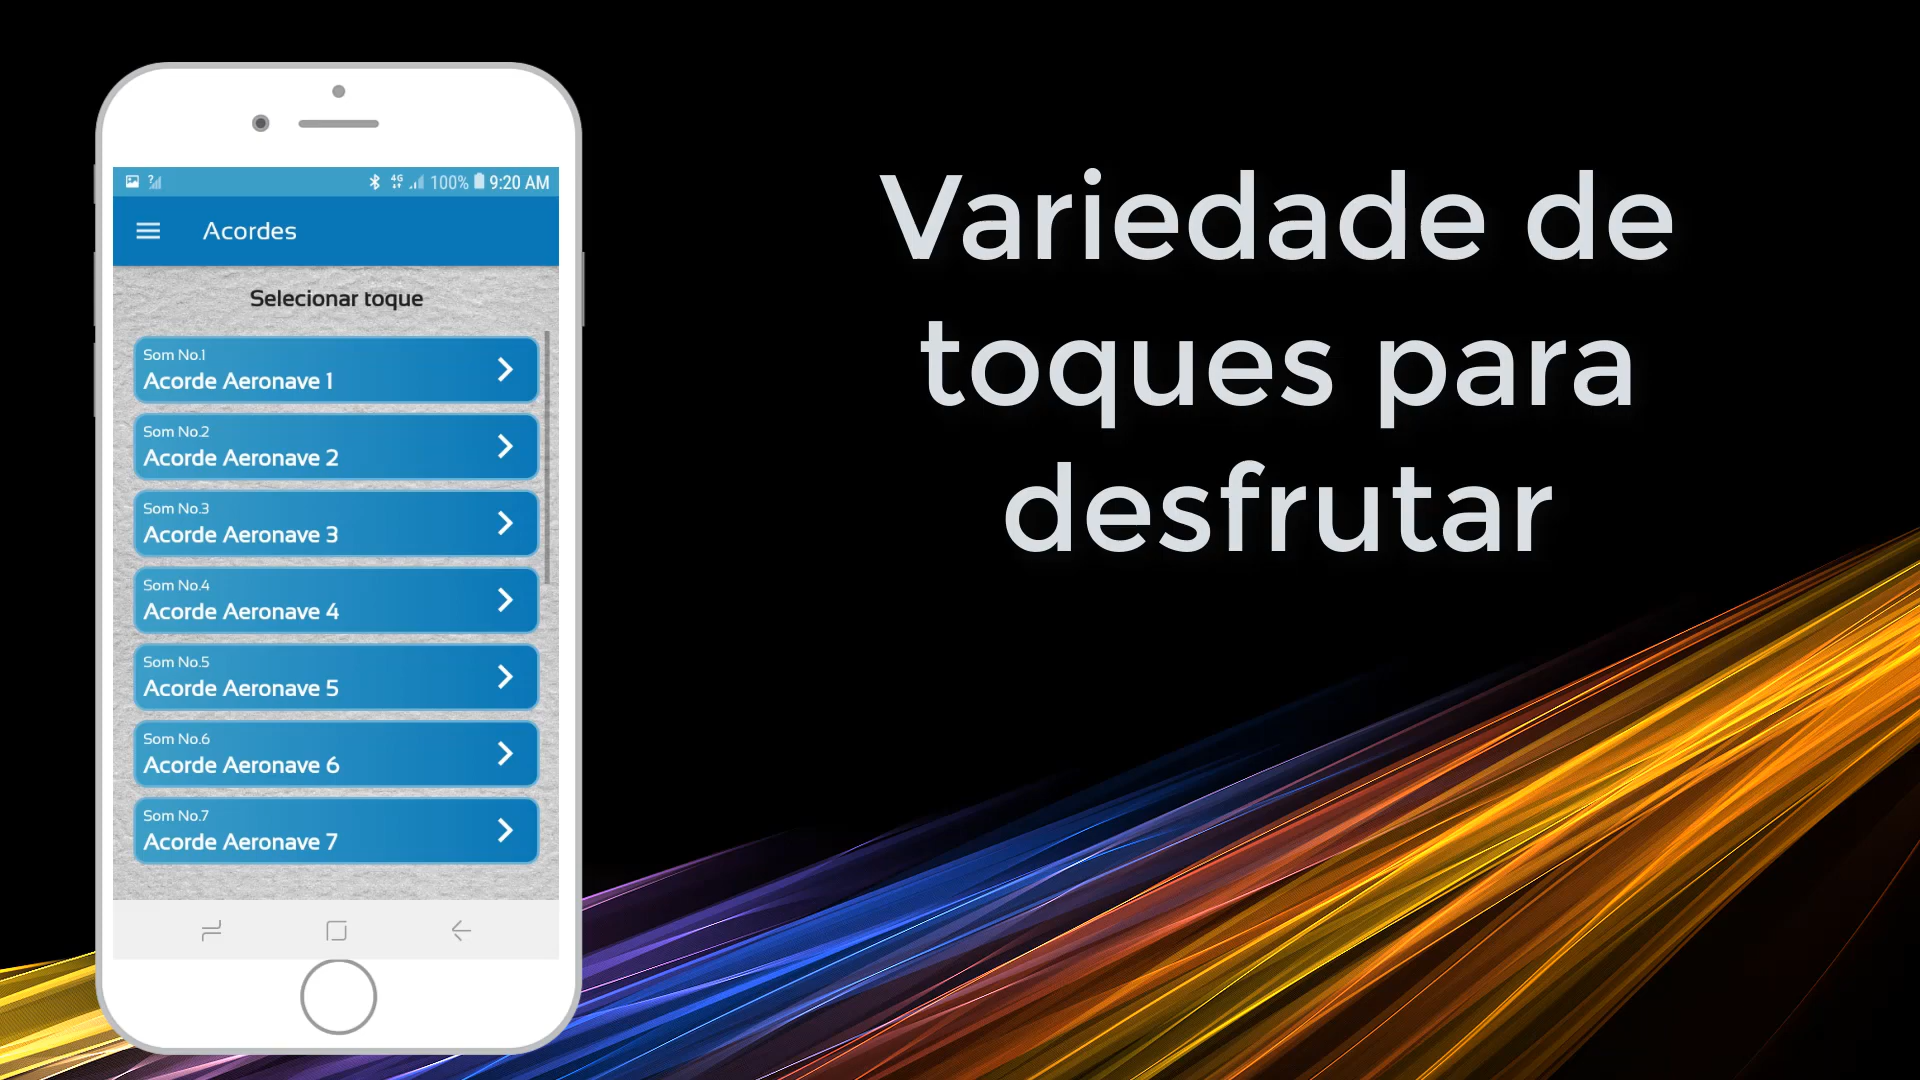 100% 9:20 AM
Acordes
Selecionar toque
Som No.1
Acorde Aeronave 1
Som No.2
Acorde Aeronave 2
Som No.3
Acorde Aeronave 3
Som No.4
Acorde Aeronave 4
Som No.5
Acorde Aeronave 5
Som No.6
Acorde Aeronave 6
Som No.7
Acorde Aeronave 7
Variedade de
toques para
desfrutar